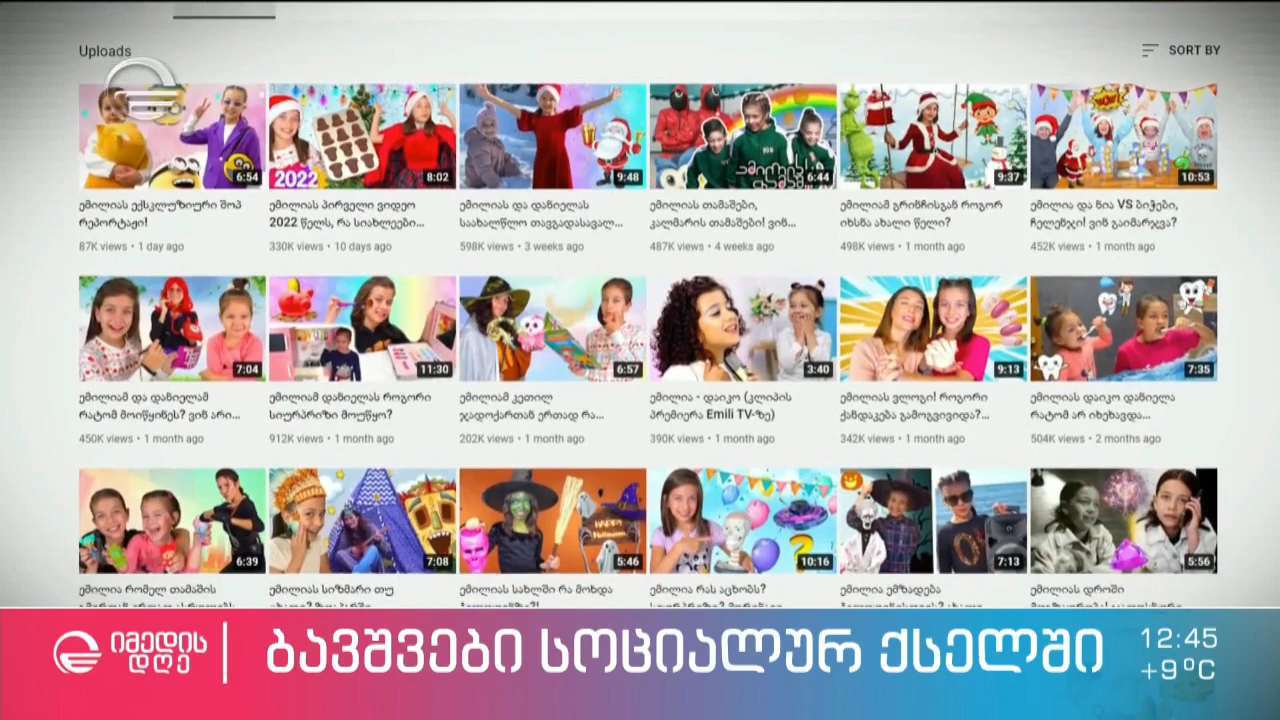 Uploads
SORT BY
6:54
2022
8:02
9:48
6:44
9:37
10:53
ემილიას ექსკლუზიური შოპ
რეპორტაჟი!
87K views • 1 day ago
ემილიას პირველი ვიდეო
2022 წელს, რა სიახლეები...
330K views • 10 days ago
ემილიას და დანიელას
საახალწლო თავგადასავალ...
598K views • 3 weeks ago
ემილიას თამაშები,
კალმარის თამაშები! ვინ...
487K views • 4 weeks ago
ემილიამ გრინჩისგან როგორ
იხსნა ახალი წელი?
498K views • 1 month ago
ემილია და ნია VS ბიჭები,
ჩელენჯი! ვინ გაიმარჯვა?
452K views • 1 month ago
7:04
11:30
6:57
3:40
9:13
7:35
ემილიამ და დანიელამ
რატომ მოიწყინეს? ვინ არი...
450K views • 1 month ago
ემილიამ დანიელას როგორი
სიურპრიზი მოუწყო?
912K views • 1 month ago
ემილიამ კეთილ
ჯადოქართან ერთად რა...
202K views • 1 month ago
ემილია - დაიკო (კლიპის
პრემიერა Emili TV-ზე)
390K views • 1 month ago
ემილიას ვლოგი! როგორი
ქანდაკება გამოგვივიდა?...
342K views • 1 month ago
ემილიას დაიკო დანიელა
რატომ არ იხეხავდა...
504K views • 2 months ago
6:39
7:08
HAPPY
Halloween
5:46
10:16
7:13
5:56
ემილია რომელ თამაშის
ემილიას სიზმარი თუ
ემილიას სახლში რა მოხდა
ემილია რას აცხობს?
ემილია ემზადება
ემილიას დროში
იმედის
დღე
ბავშვები სოციალურ ქსელში
12:45
+9°C